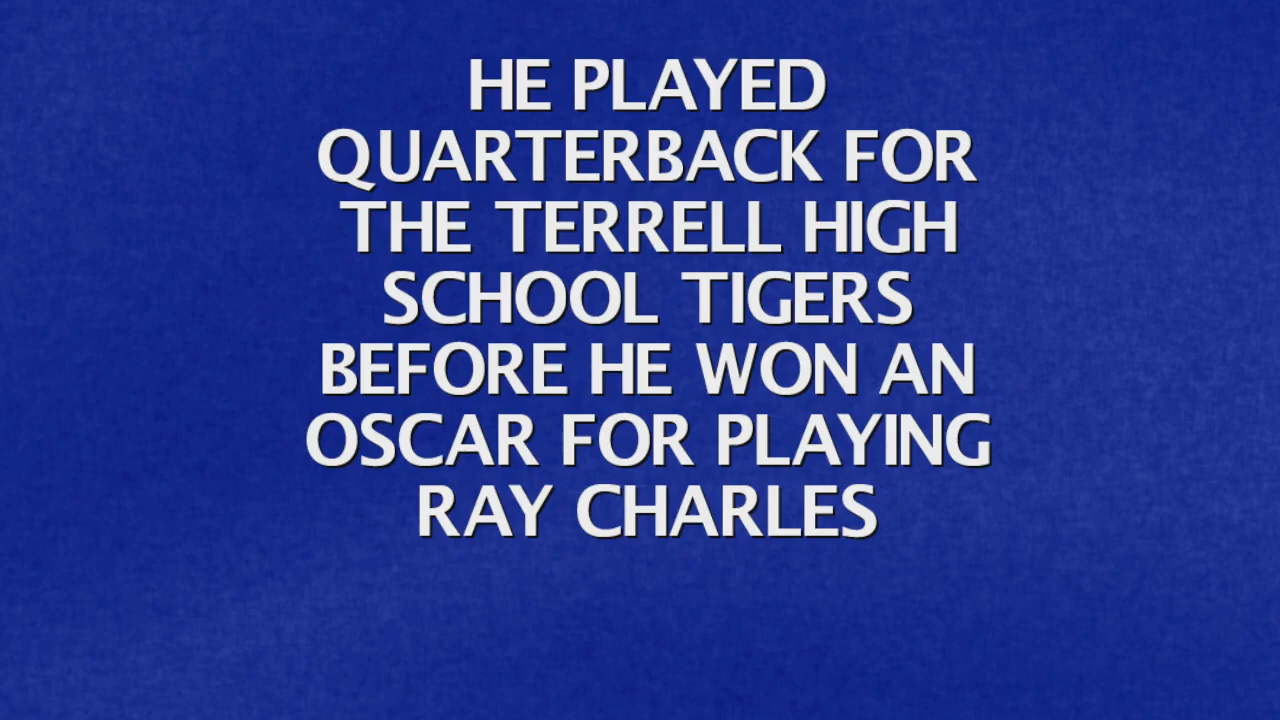 HE PLAYED
QUARTERBACK FOR
THE TERRELL HIGH
SCHOOL TIGERS
BEFORE HE WON AN
OSCAR FOR PLAYING
RAY CHARLES